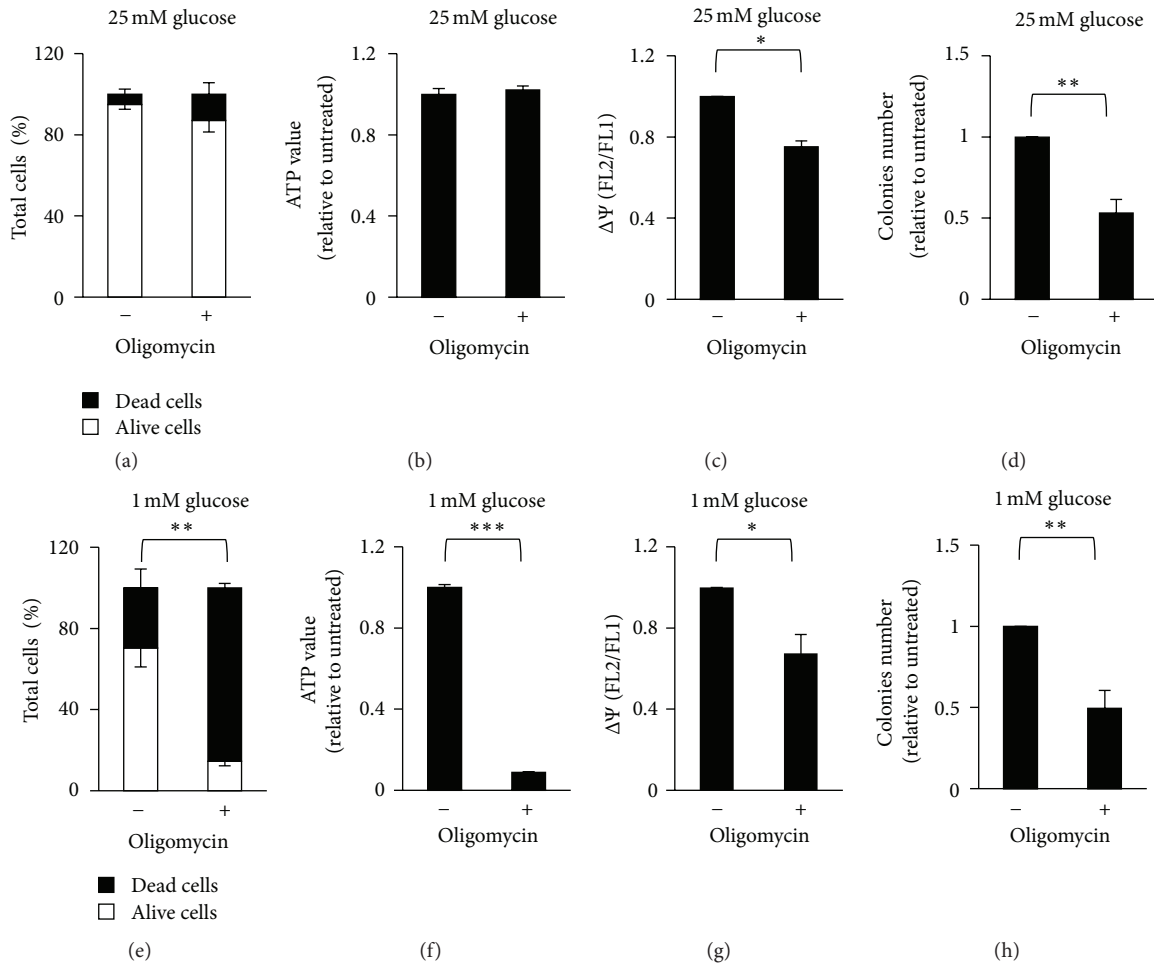 25 mM glucose
120
80
40
0
Total cells (%)
− +
Oligomycin
Dead cells
Alive cells
(a)
1.2
0.8
0.4
0
ATP value
(relative to untreated)
− +
Oligomycin
(b)
25 mM glucose
*
1.2
0.8
0.4
0
ΔΨ (FL2/FL1)
− +
Oligomycin
(c)
25 mM glucose
**
1.5
1
0.5
0
Colonies number
(relative to untreated)
− +
Oligomycin
(d)
1 mM glucose
**
120
80
40
0
Total cells (%)
− +
Oligomycin
Dead cells
Alive cells
(e)
1 mM glucose
***
1.2
0.8
0.4
0
ATP value
(relative to untreated)
− +
Oligomycin
(f)
1 mM glucose
*
1.2
0.8
0.4
0
ΔΨ (FL2/FL1)
− +
Oligomycin
(g)
1 mM glucose
**
1.5
1
0.5
0
Colonies number
(relative to untreated)
− +
Oligomycin
(h)